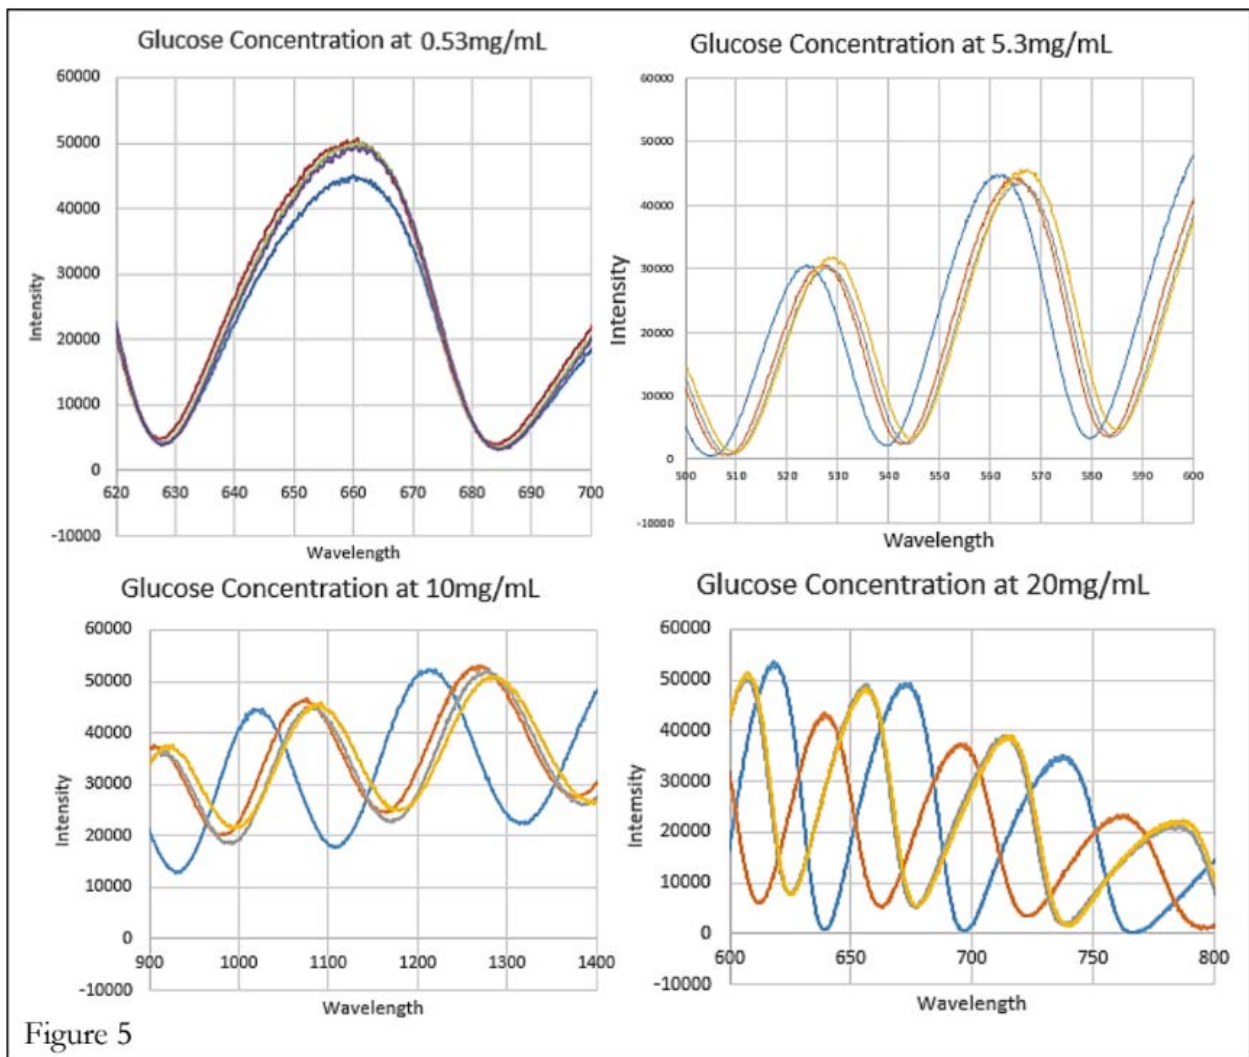 Glucose Concentration at 0.53mg/mL
60000
50000
40000
30000
20000
10000
0
-10000
Intensity
620 630 640 650 660 670 680 690 700
Wavelength
Glucose Concentration at 5.3mg/mL
60000
50000
40000
30000
20000
10000
0
-10000
Intensity
500 510 520 530 540 550 560 570 580 590 600
Wavelength
Glucose Concentration at 10mg/mL
60000
50000
40000
30000
20000
10000
0
-10000
Intensity
900 1000 1100 1200 1300 1400
Wavelength
Glucose Concentration at 20mg/mL
60000
50000
40000
30000
20000
10000
0
-10000
Intemsity
600 650 700 750 800
Wavelength
Figure 5